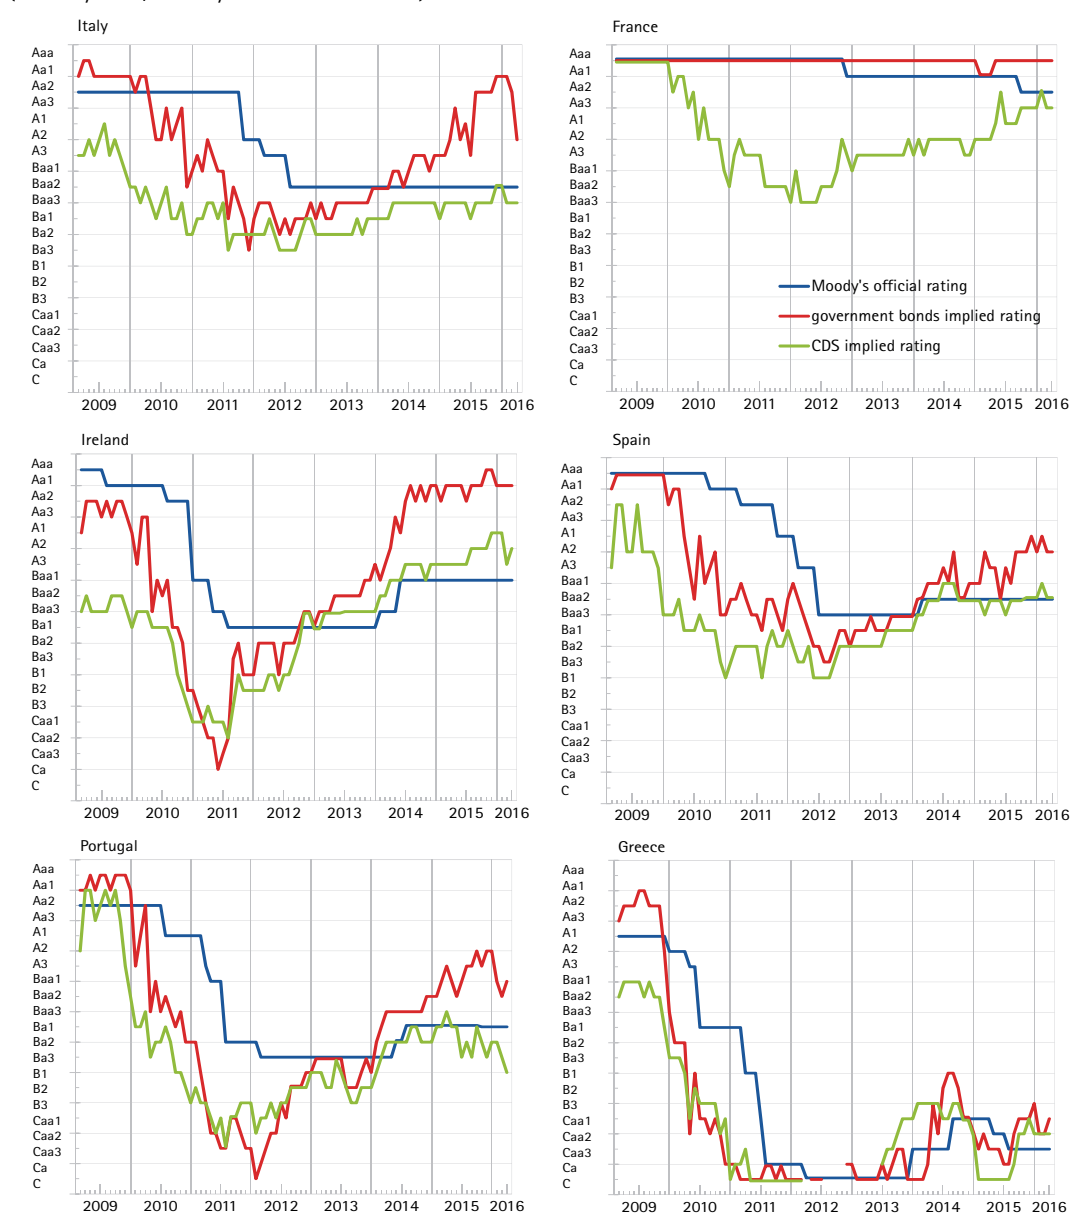 Italy
Aaa
Aa1
Aa2
Aa3
A1
A2
A3
Baa1
Baa2
Baa3
Ba1
Ba2
Ba3
B1
B2
B3
Caa1
Caa2
Caa3
Ca
C
2009 2010 2011 2012 2013 2014 2015 2016
France
Aaa
Aa1
Aa2
Aa3
A1
A2
A3
Baa1
Baa2
Baa3
Ba1
Ba2
Ba3
B1
B2
B3
Caa1
Caa2
Caa3
Ca
C
Moody's official rating
government bonds implied rating
CDS implied rating
2009 2010 2011 2012 2013 2014 2015 2016
Ireland
Aaa
Aa1
Aa2
Aa3
A1
A2
A3
Baa1
Baa2
Baa3
Ba1
Ba2
Ba3
B1
B2
B3
Caa1
Caa2
Caa3
Ca
C
2009 2010 2011 2012 2013 2014 2015 2016
Spain
Aaa
Aa1
Aa2
Aa3
A1
A2
A3
Baa1
Baa2
Baa3
Ba1
Ba2
Ba3
B1
B2
B3
Caa1
Caa2
Caa3
Ca
C
2009 2010 2011 2012 2013 2014 2015 2016
Portugal
Aaa
Aa1
Aa2
Aa3
A1
A2
A3
Baa1
Baa2
Baa3
Ba1
Ba2
Ba3
B1
B2
B3
Caa1
Caa2
Caa3
Ca
C
2009 2010 2011 2012 2013 2014 2015 2016
Greece
Aaa
Aa1
Aa2
Aa3
A1
A2
A3
Baa1
Baa2
Baa3
Ba1
Ba2
Ba3
B1
B2
B3
Caa1
Caa2
Caa3
Ca
C
2009 2010 2011 2012 2013 2014 2015 2016